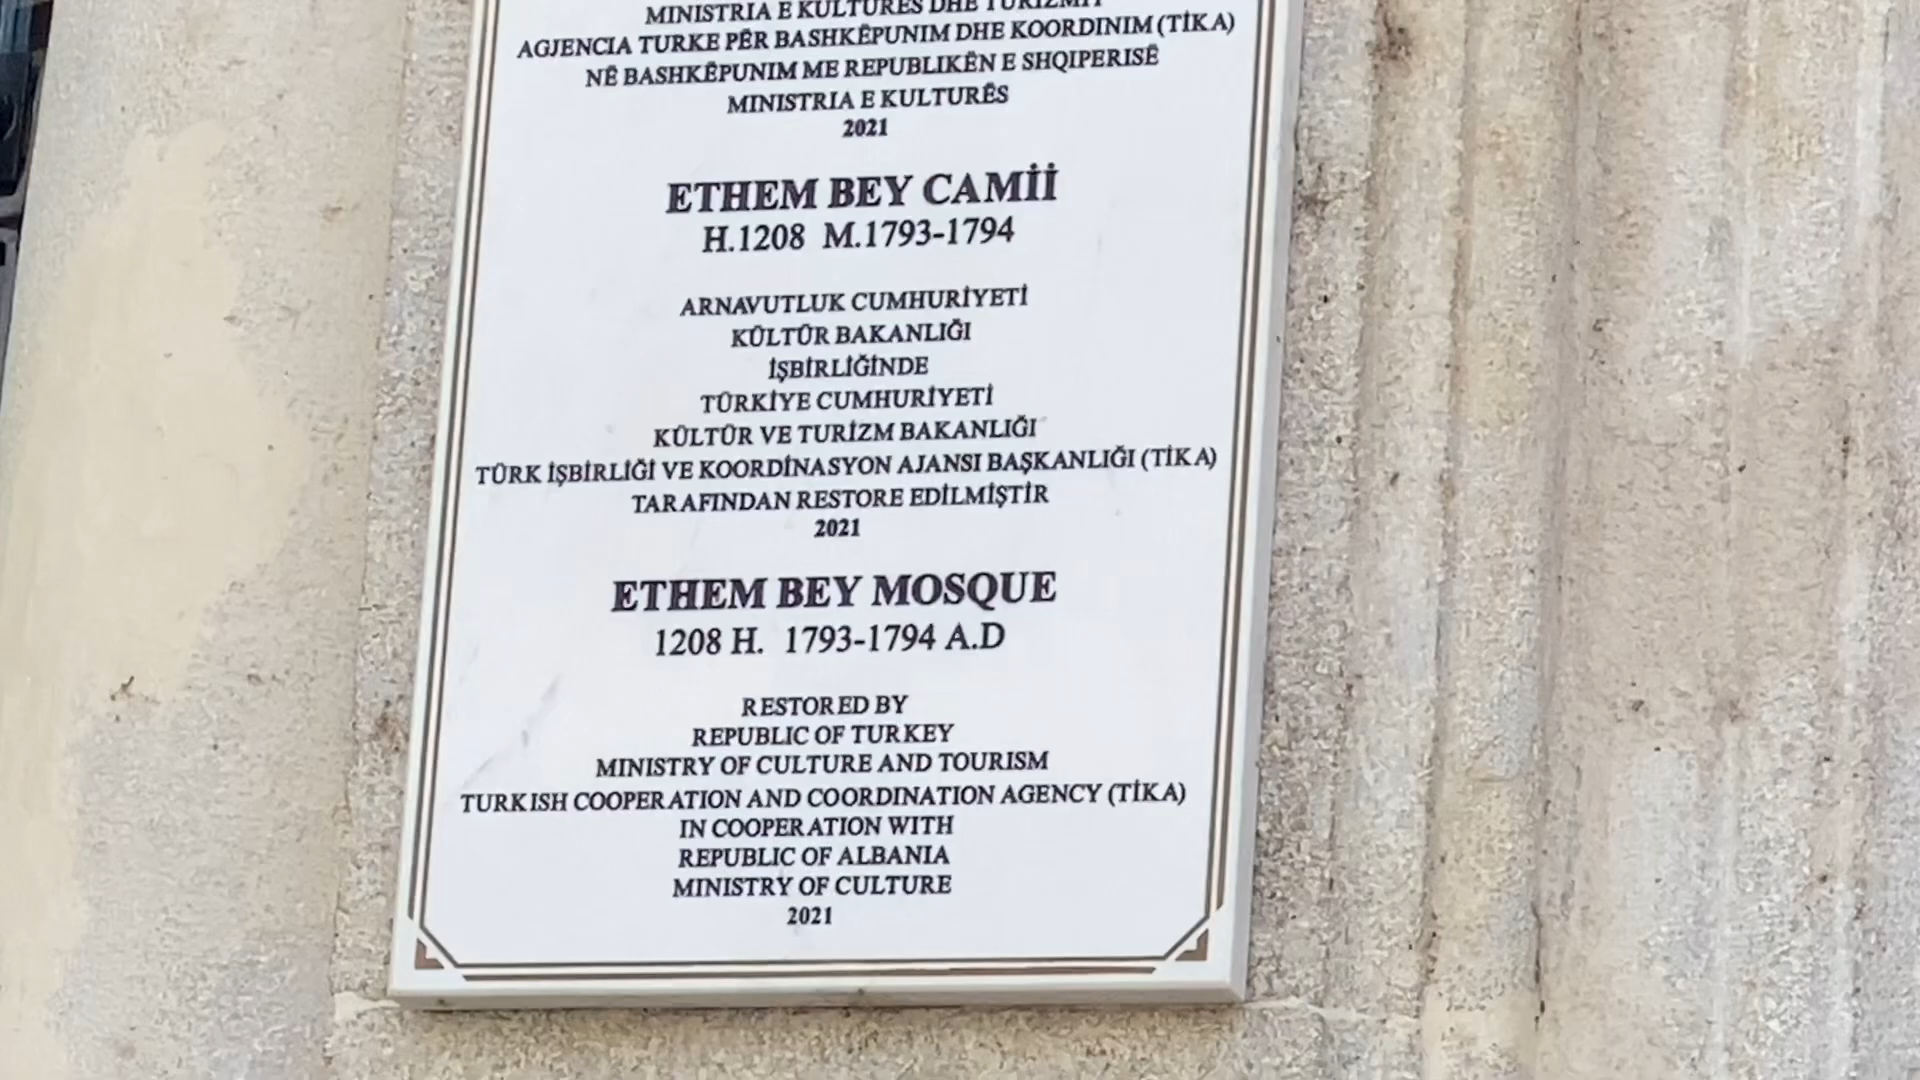 MINISTRIA E KULTURËS DHE TURIZMIT
AGJENCIA TURKE PËR BASHKËPUNIM DHE KOORDINIM (TİKA)
NË BASHKËPUNIM ME REPUBLIKËN E SHQIPERISË
MINISTRIA E KULTURËS
2021
ETHEM BEY CAMİİ
H.1208 M.1793-1794
ARNAVUTLUK CUMHURİYETİ
KÜLTÜR BAKANLIĞI
İŞBİRLİĞİNDE
TÜRKİYE CUMHURİYETİ
KÜLTÜR VE TURİZM BAKANLIĞI
TÜRK İŞBİRLİĞİ VE KOORDİNASYON AJANSI BAŞKANLIĞI (TİKA)
TARAFINDAN RESTORE EDİLMİŞTİR
2021
ETHEM BEY MOSQUE
1208 H. 1793-1794 A.D
RESTORED BY
REPUBLIC OF TURKEY
MINISTRY OF CULTURE AND TOURISM
TURKISH COOPERATION AND COORDINATION AGENCY (TİKA)
IN COOPERATION WITH
REPUBLIC OF ALBANIA
MINISTRY OF CULTURE
2021